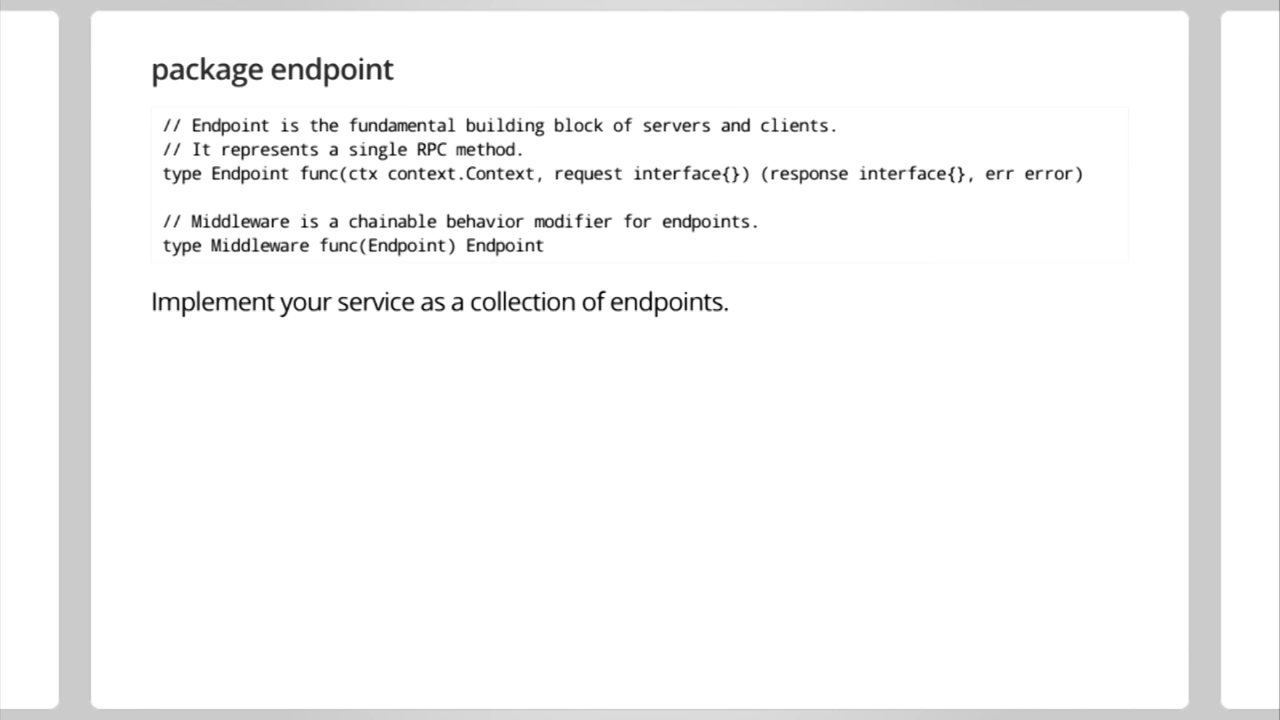 package endpoint
// Endpoint is the fundamental building block of servers and clients.
// It represents a single RPC method.
type Endpoint func(ctx context.Context, request interface{}) (response interface{}, err error)
// Middleware is a chainable behavior modifier for endpoints.
type Middleware func(Endpoint) Endpoint
Implement your service as a collection of endpoints.